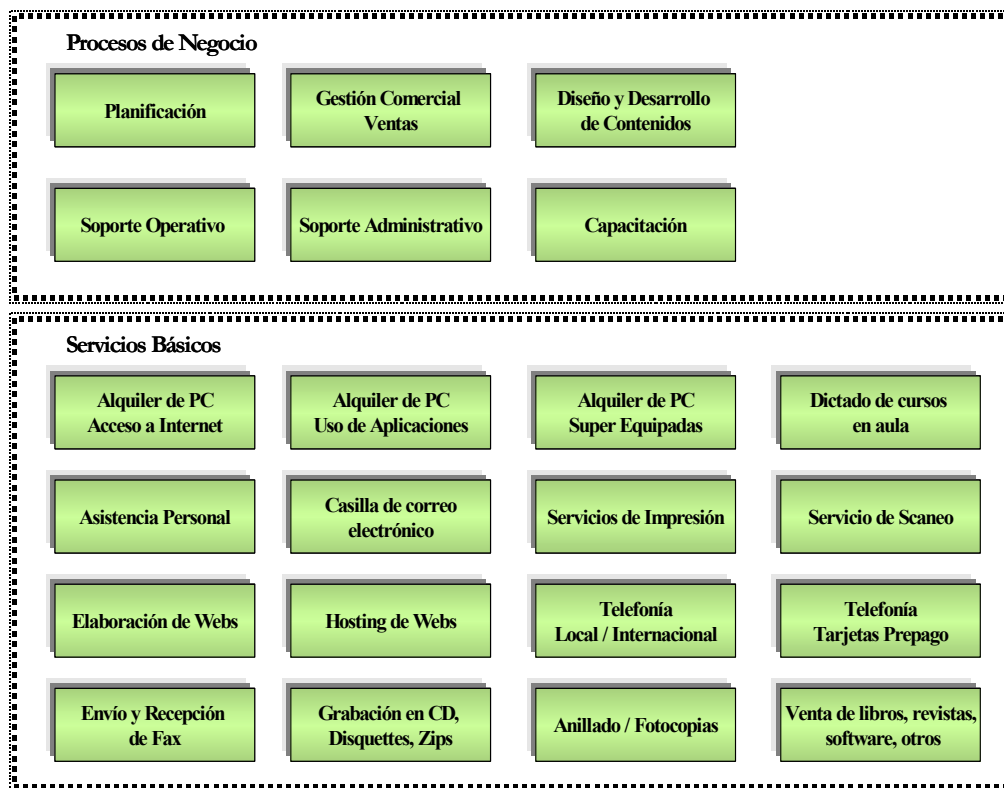 Procesos de Negocio
Planificación
Gestión Comercial
Ventas
Diseño y Desarrollo
de Contenidos
Soporte Operativo
Soporte Administrativo
Capacitación
Servicios Básicos
Alquiler de PC
Acceso a Internet
Alquiler de PC
Uso de Aplicaciones
Alquiler de PC
Super Equipadas
Dictado de cursos
en aula
Asistencia Personal
Casilla de correo
electrónico
Servicios de Impresión
Servicio de Scaneo
Elaboración de Webs
Hosting de Webs
Telefonía
Local / Internacional
Telefonía
Tarjetas Prepago
Envío y Recepción
de Fax
Grabación en CD,
Disquettes, Zips
Anillado / Fotocopias
Venta de libros, revistas,
software, otros